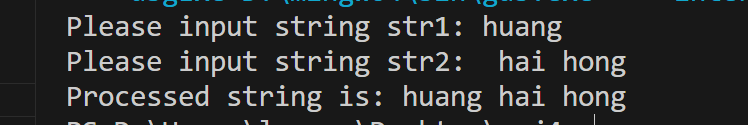 Please input string str1: huang
Please input string str2:  hai hong
Processed string is: huang hai hong